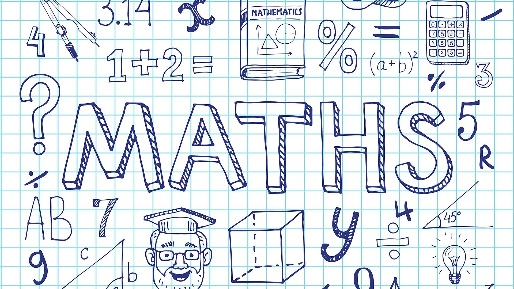 3.14 x
MATHEMATICS
4 1+2= % = (a+b)² % 3
? MATHS 5
R
AB 7 y 4 ÷ 45°
9 c b